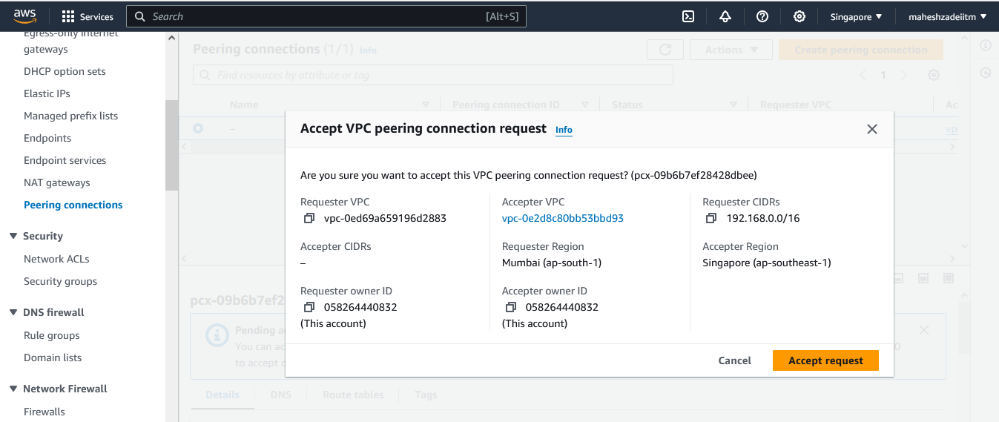 aws
Services
Search
[Alt+S]
Singapore
maheshzadeiitm
Egress-only internet
gateways
DHCP option sets
Elastic IPs
Managed prefix lists
Endpoints
Endpoint services
NAT gateways
Peering connections
Security
Network ACLs
Security groups
DNS firewall
Rule groups
Domain lists
Network Firewall
Firewalls
Peering connections (1/1) Info
Actions
Create peering connection
Find resources by attribute or tag
1
Name
Peering connection ID
Status
Requester VPC
Ac
–
vp
Accept VPC peering connection request Info
Are you sure you want to accept this VPC peering connection request? (pcx-09b6b7ef28428dbee)
Requester VPC
vpc-0ed69a659196d2883
Accepter VPC
vpc-0e2d8c80bb53bbd93
Requester CIDRs
192.168.0.0/16
Accepter CIDRs
–
Requester Region
Mumbai (ap-south-1)
Accepter Region
Singapore (ap-southeast-1)
Requester owner ID
058264440832
(This account)
Accepter owner ID
058264440832
(This account)
Cancel
Accept request
pcx-09b6b7ef2
Pending a
You can ac
0
to accept o
Details
DNS
Route tables
Tags